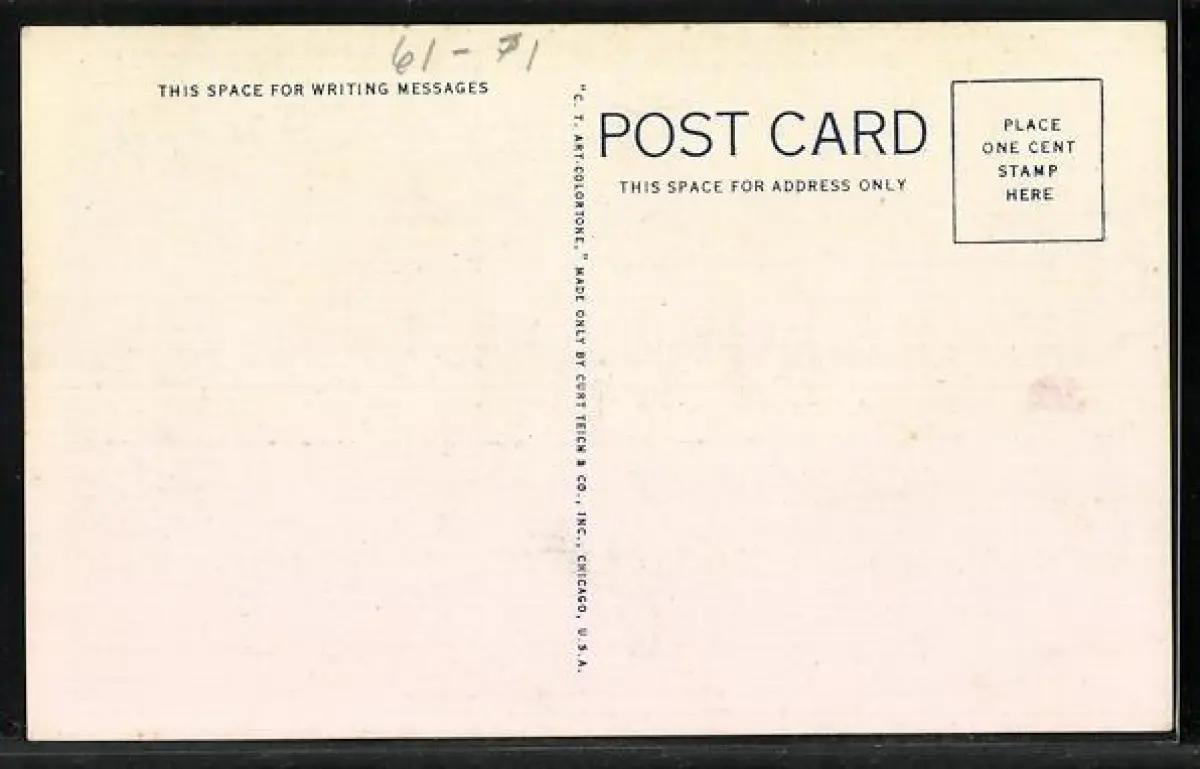 61-71
THIS SPACE FOR WRITING MESSAGES
"C. T. ART-COLORTONE," MADE ONLY BY CURT TEICH & CO., INC., CHICAGO, U.S.A.
POST CARD
THIS SPACE FOR ADDRESS ONLY
PLACE
ONE CENT
STAMP
HERE